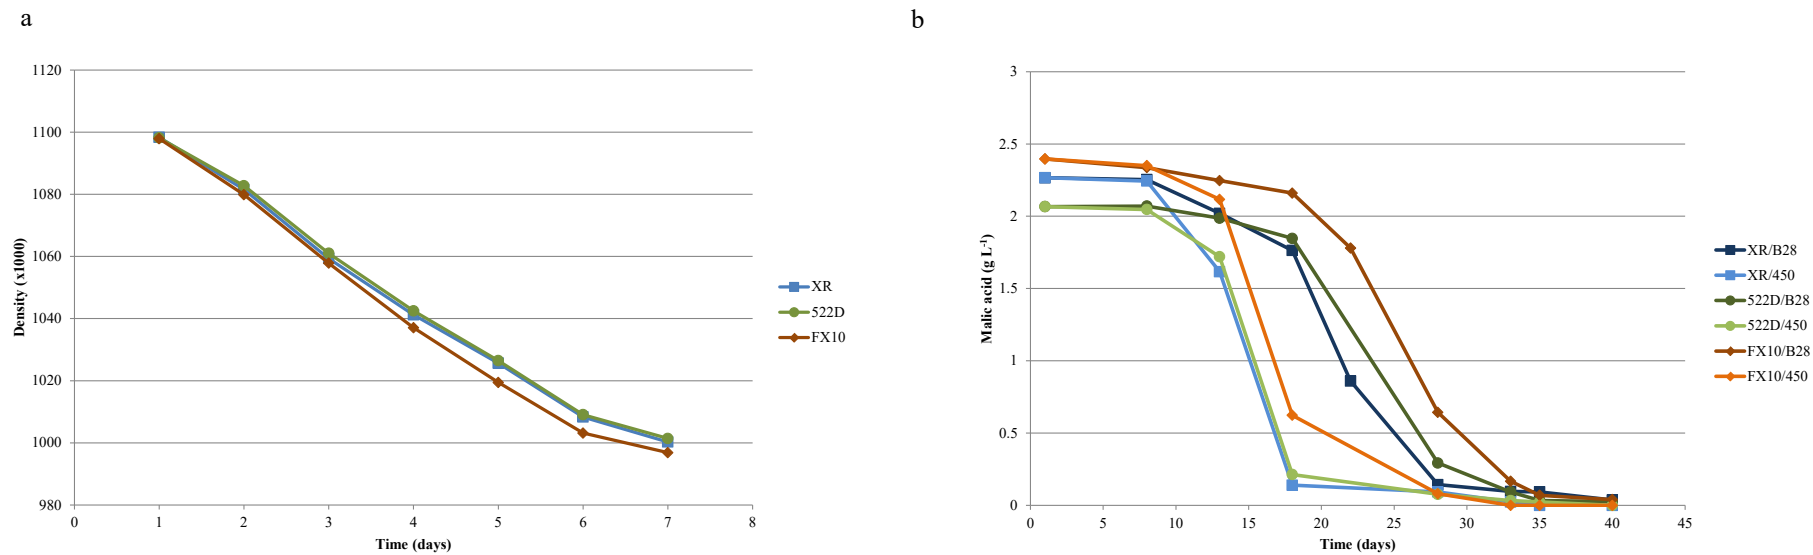 a
1120
1100
1080
1060
1040
1020
1000
980
0
1
2
3
4
5
6
7
8
Density (x1000)
Time (days)
XR
522D
FX10
b
3
2.5
2
1.5
1
0.5
0
0
5
10
15
20
25
30
35
40
45
Malic acid (g L⁻¹)
Time (days)
XR/B28
XR/450
522D/B28
522D/450
FX10/B28
FX10/450